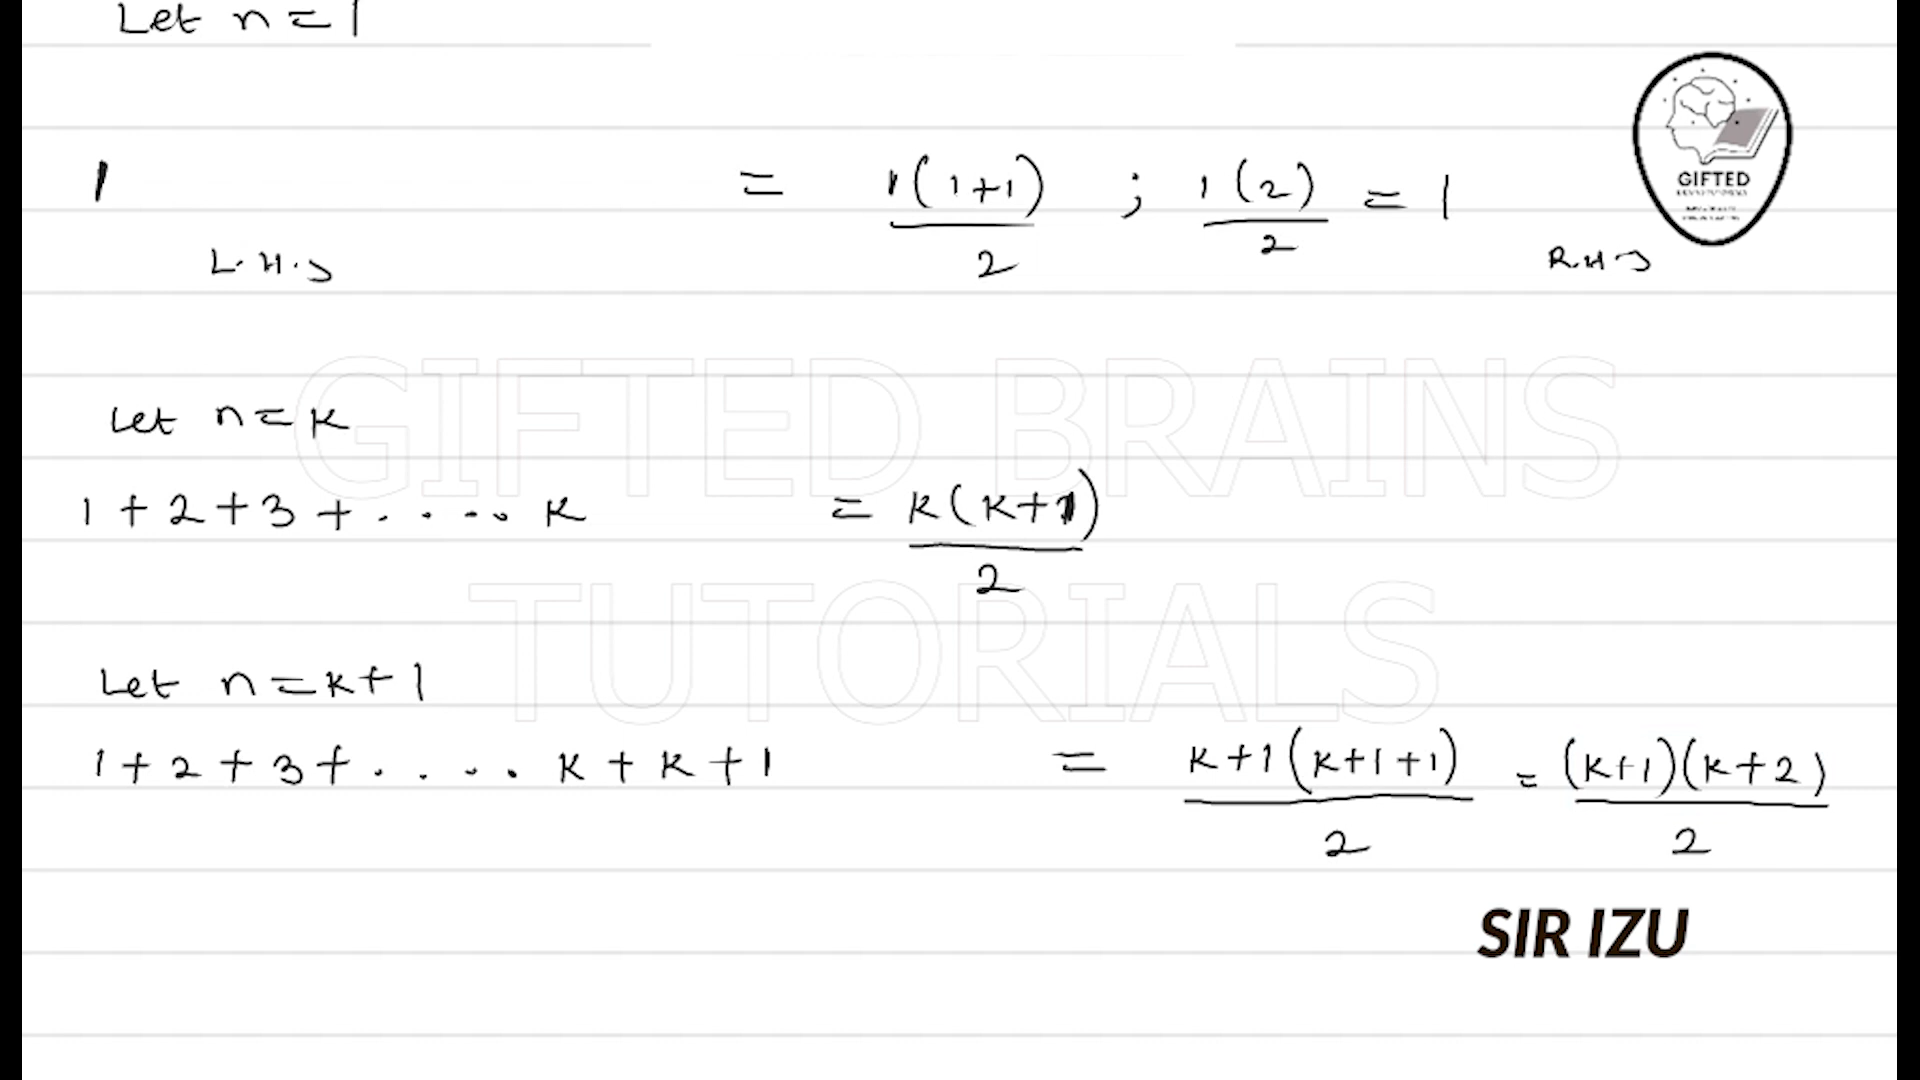 Let n = 1
1 = 1(1+1)/2 ; 1(2)/2 = 1
L.H.S R.H.S
GIFTED
Let n = k
GIFTED BRAINS
1 + 2 + 3 + ..... k = k(k+1)/2
TUTORIALS
Let n = k + 1
1 + 2 + 3 + ..... k + k + 1 = k+1(k+1+1)/2 = (k+1)(k+2)/2
SIR IZU